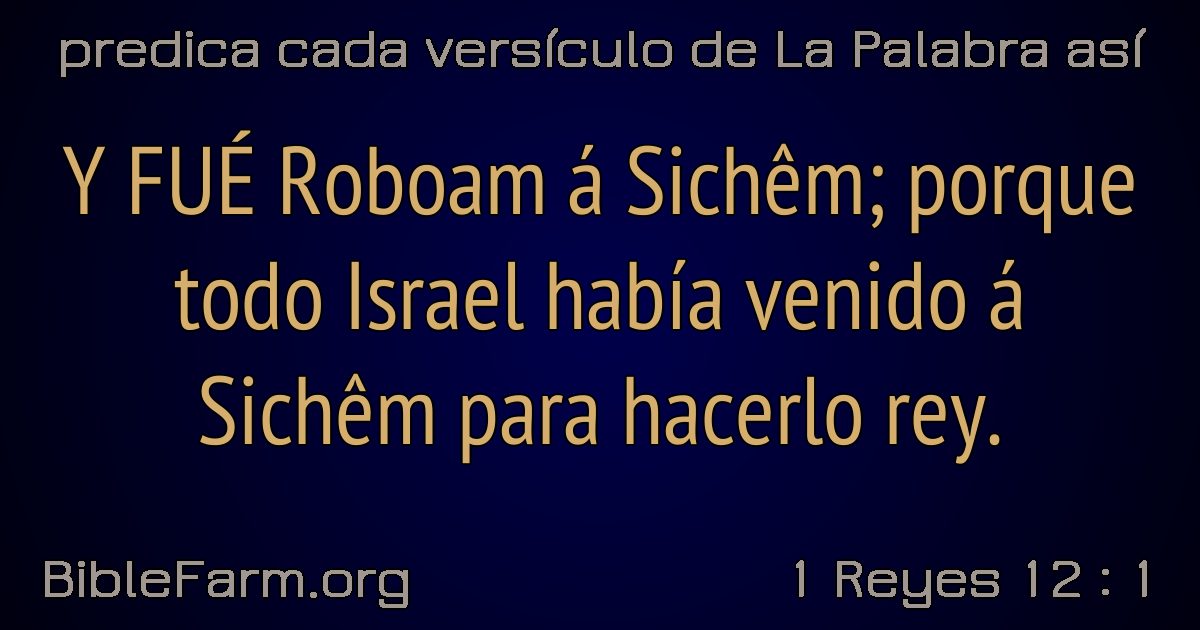 predica cada versículo de La Palabra así
Y FUÉ Roboam á Sichêm; porque
todo Israel había venido á
Sichêm para hacerlo rey.
BibleFarm.org
1 Reyes 12 : 1